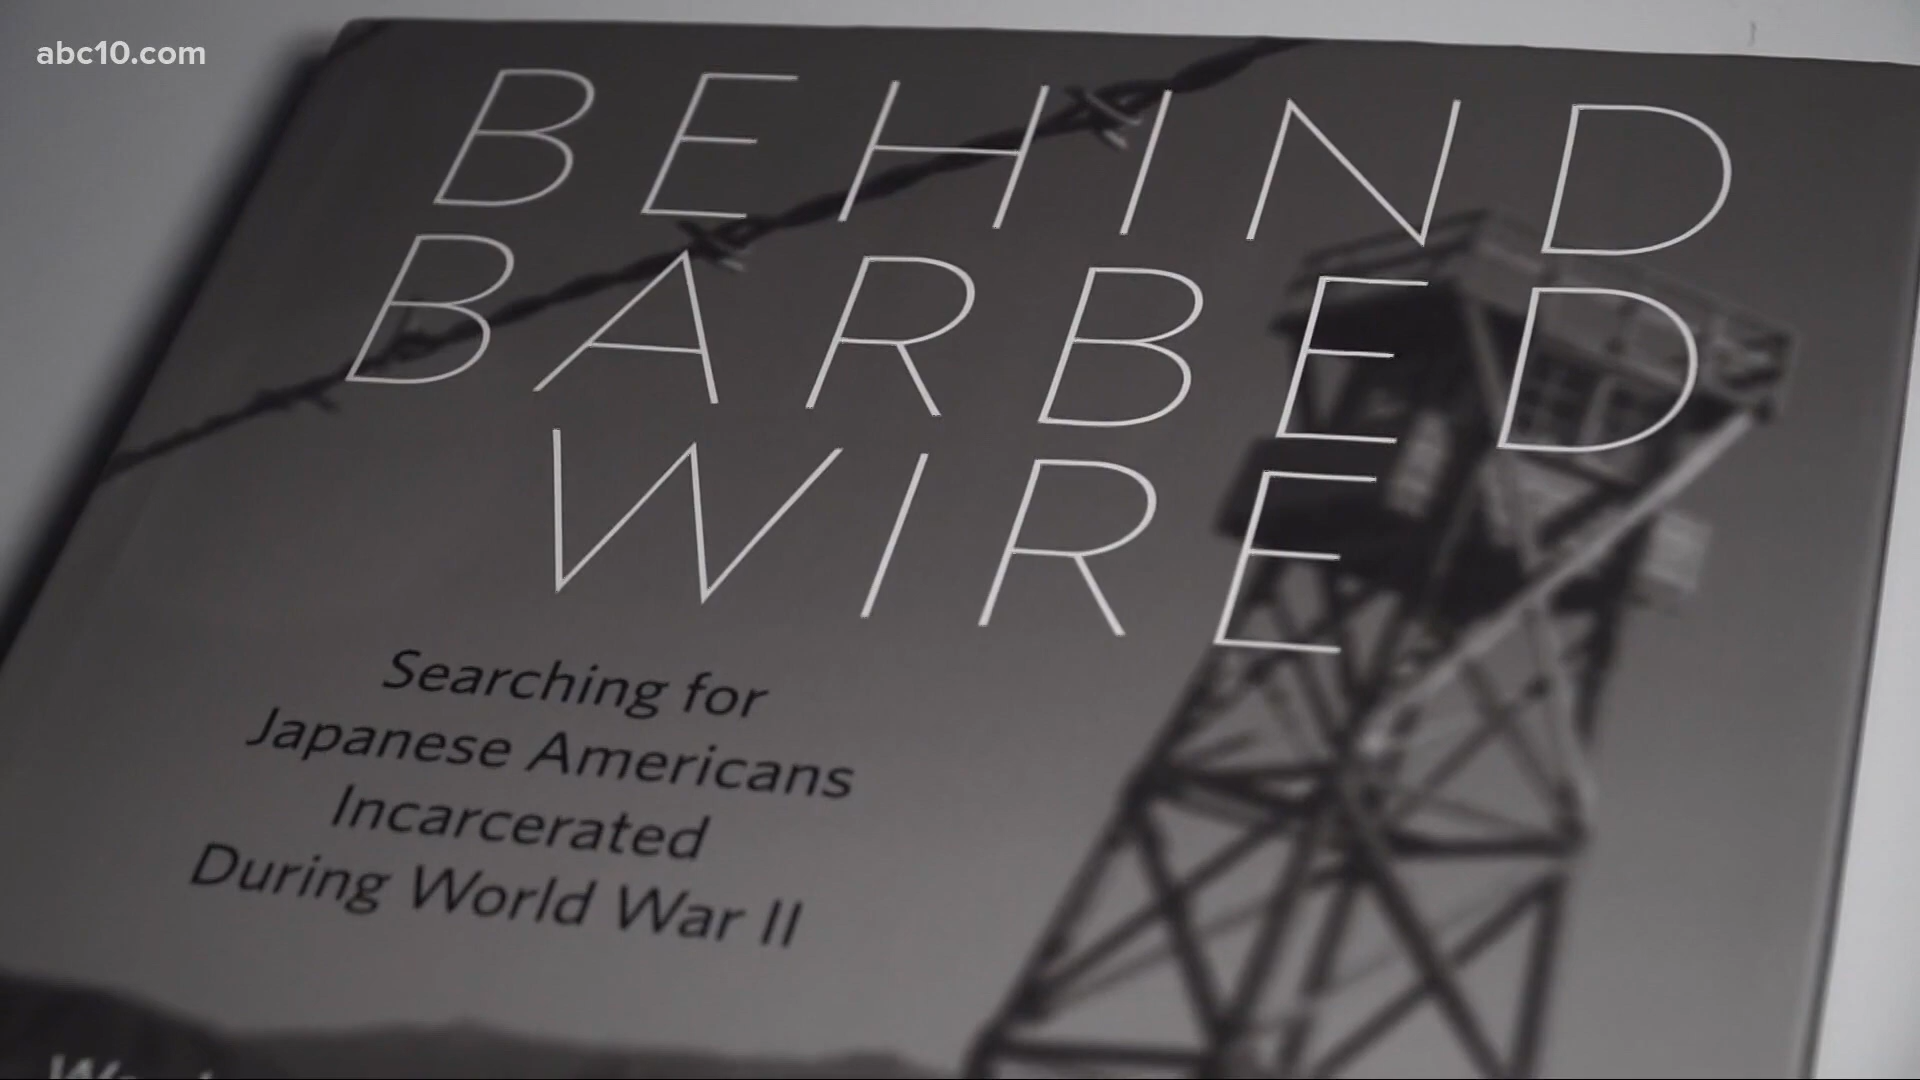 abc10.com
BEHIND
BARBED
WIRE
Searching for
Japanese Americans
Incarcerated
During World War II